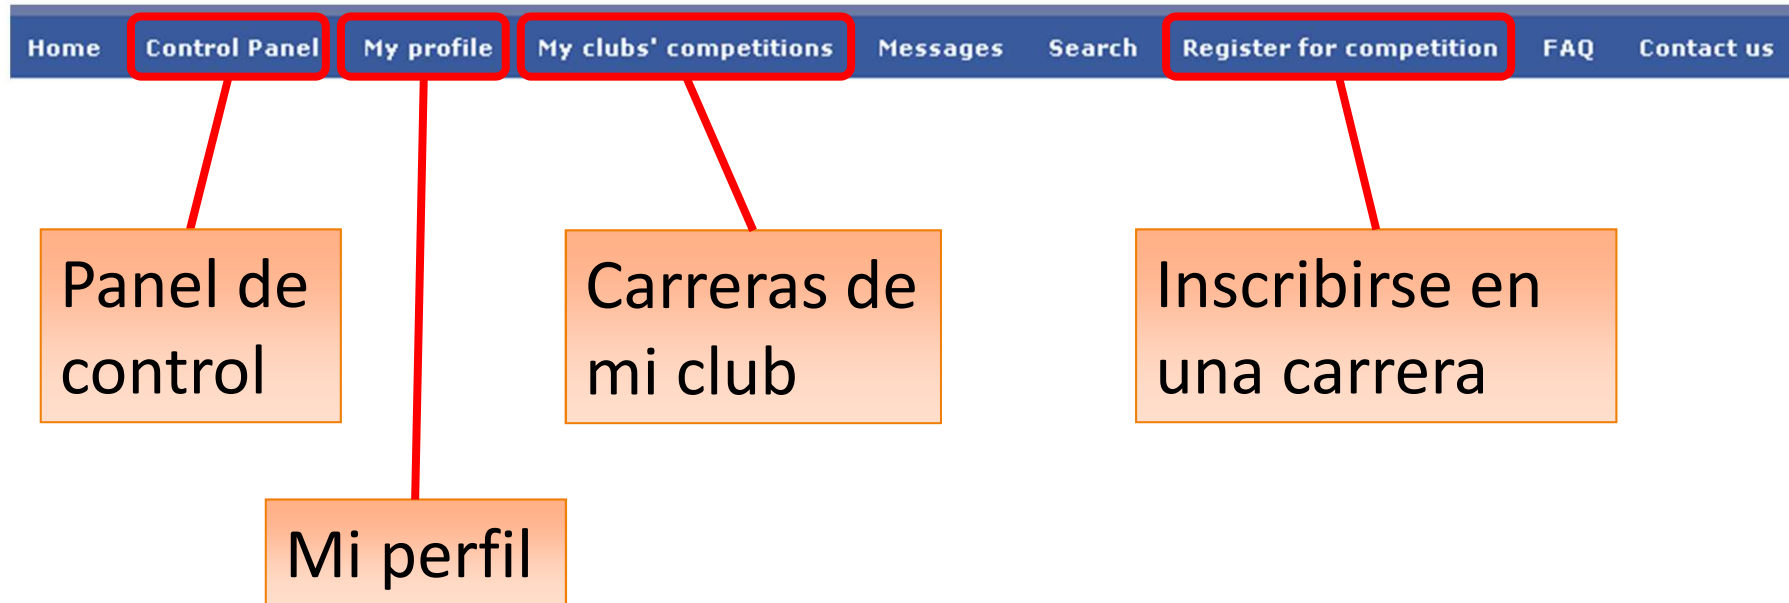 Home Control Panel My profile My clubs' competitions Messages Search Register for competition FAQ Contact us
Panel de
control
Carreras de
mi club
Inscribirse en
una carrera
Mi perfil